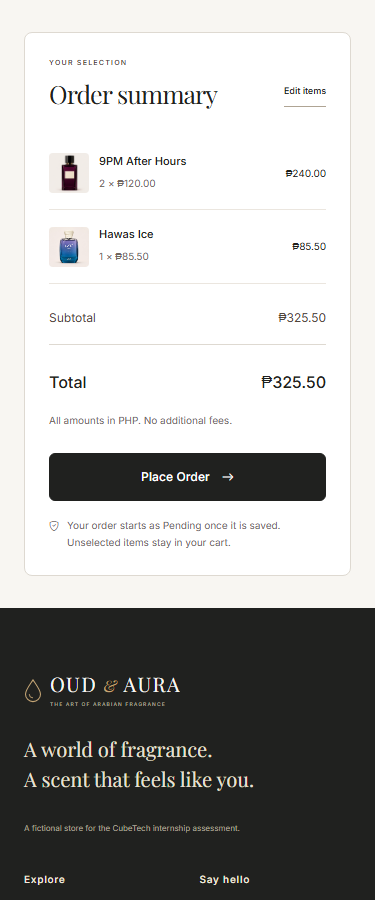 YOUR SELECTION
Order summary
Edit items
9PM After Hours
2 × ₱120.00
₱240.00
Hawas Ice
1 × ₱85.50
₱85.50
Subtotal
₱325.50
Total
₱325.50
All amounts in PHP. No additional fees.
Place Order →
Your order starts as Pending once it is saved.
Unselected items stay in your cart.
OUD & AURA
THE ART OF ARABIAN FRAGRANCE
A world of fragrance.
A scent that feels like you.
A fictional store for the CubeTech internship assessment.
Explore
Say hello